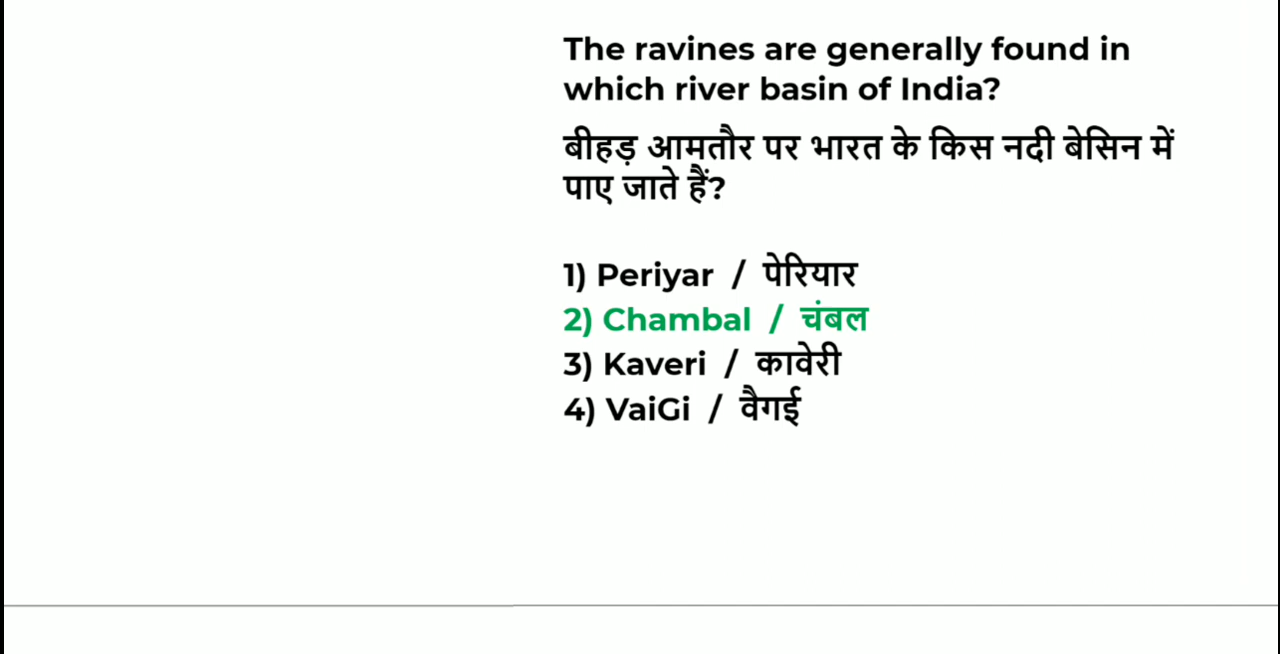 The ravines are generally found in
which river basin of India?
बीहड़ आमतौर पर भारत के किस नदी बेसिन में
पाए जाते हैं?
1) Periyar / पेरियार
2) Chambal / चंबल
3) Kaveri / कावेरी
4) VaiGi / वैगई